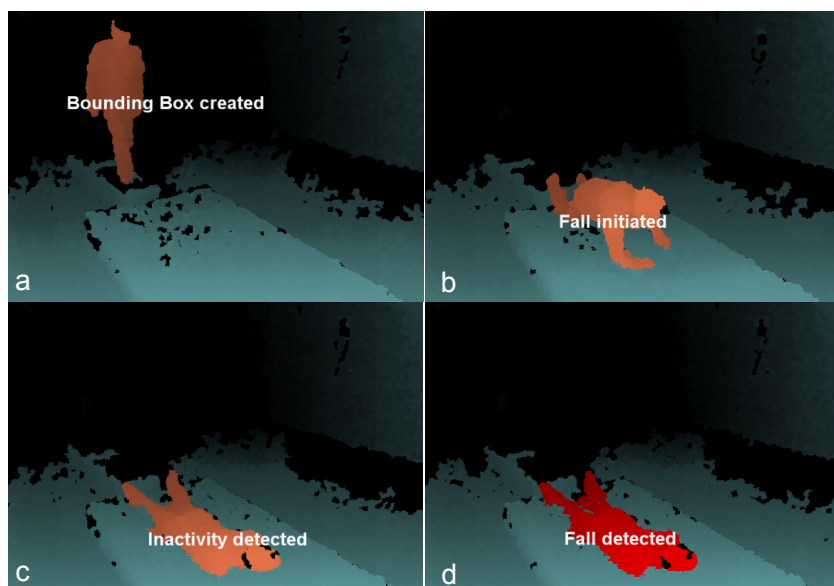 Bounding Box created
a
Fall initiated
b
Inactivity detected
c
Fall detected
d